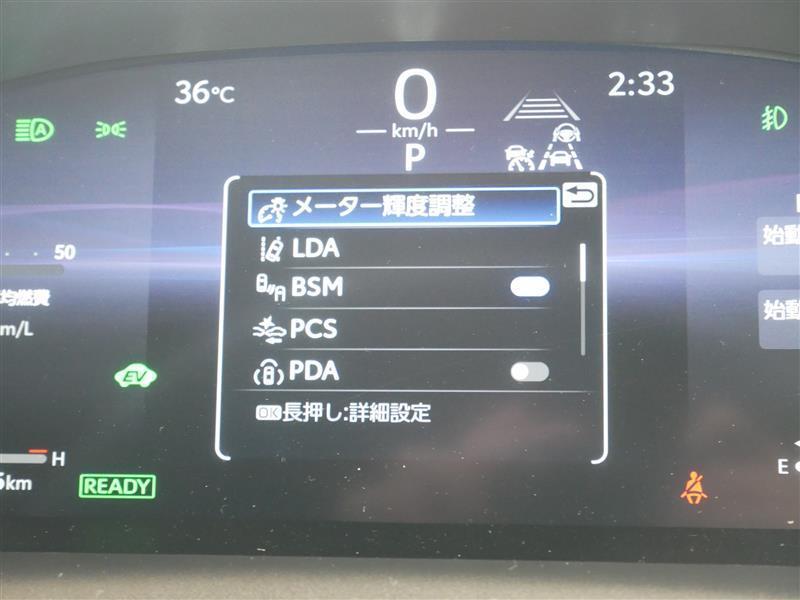 36℃
0
2:33
km/h
P
メーター輝度調整
50
LDA
始動
BSM
均燃費
始動
m/L
PCS
EV
PDA
OK長押し:詳細設定
H
E
km
READY